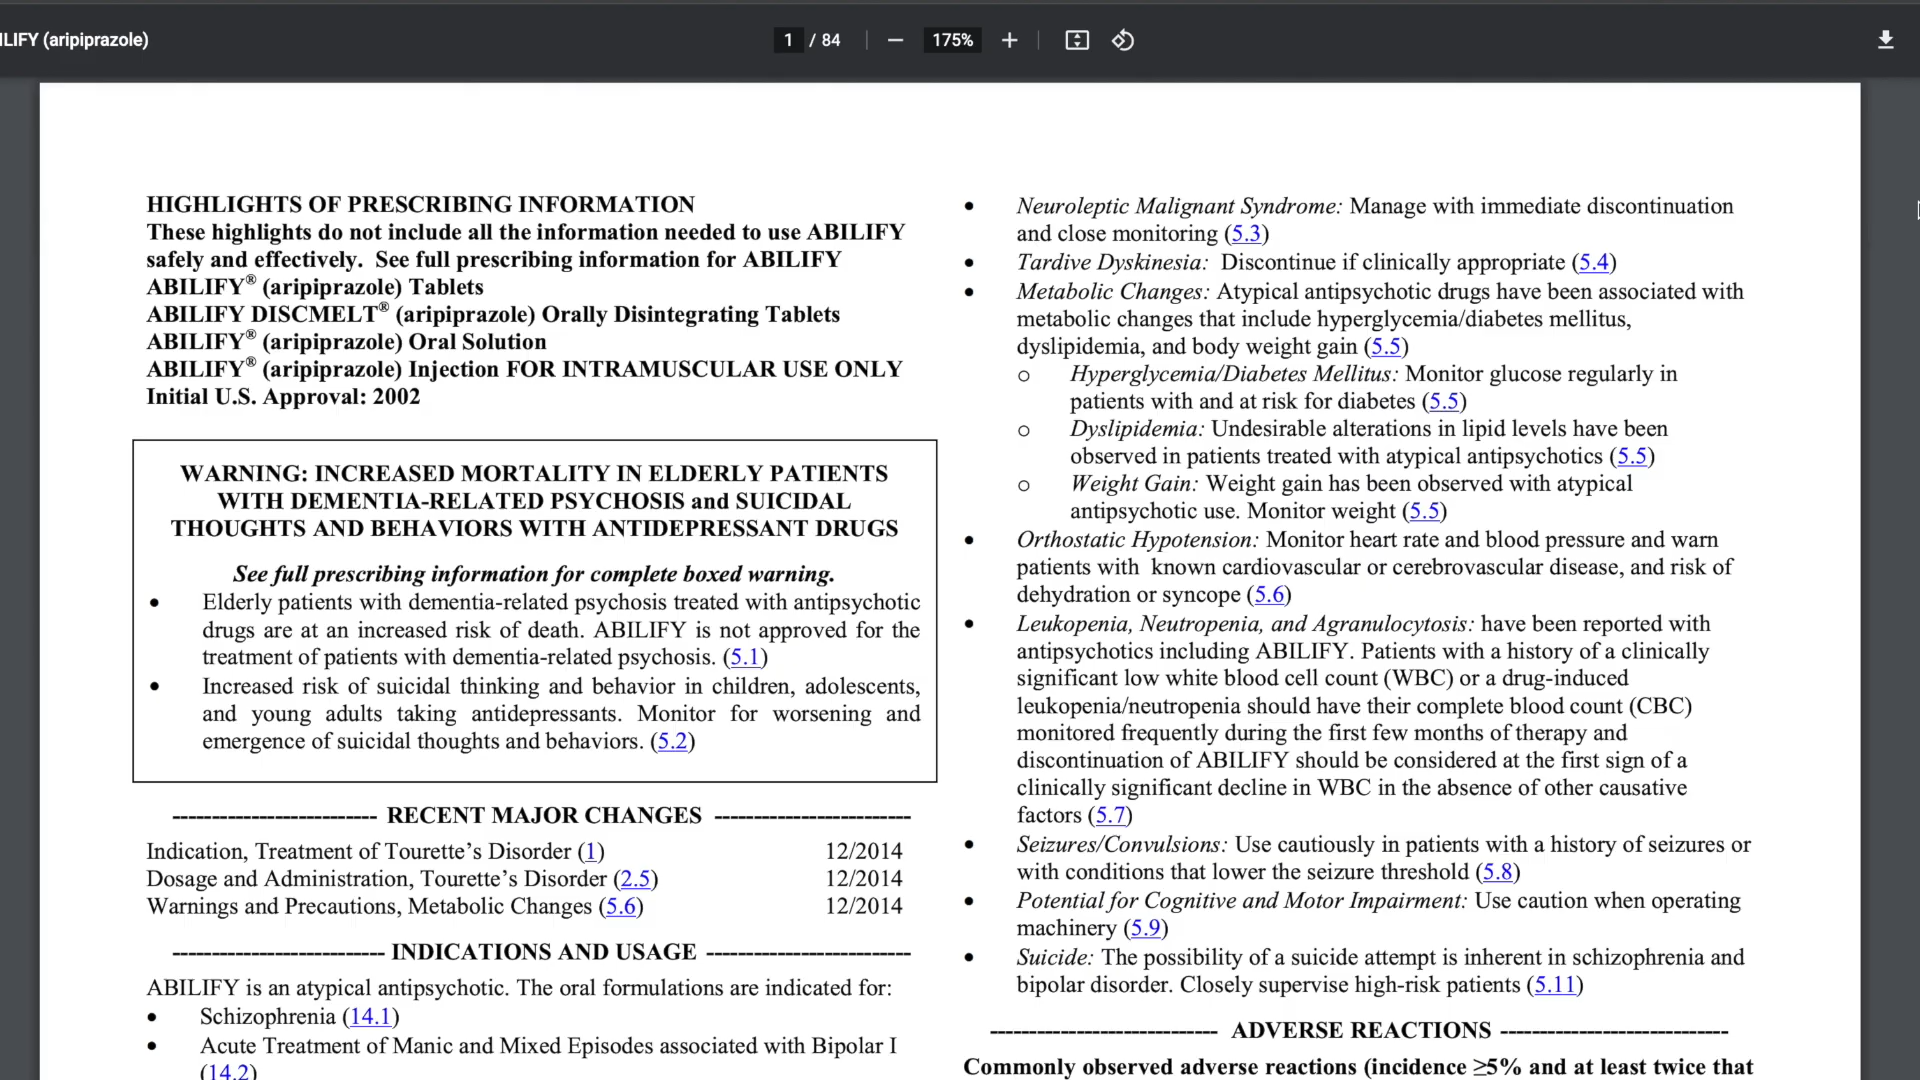 ILIFY (aripiprazole)
1 / 84
175%
HIGHLIGHTS OF PRESCRIBING INFORMATION
These highlights do not include all the information needed to use ABILIFY
safely and effectively. See full prescribing information for ABILIFY
ABILIFY® (aripiprazole) Tablets
ABILIFY DISCMELT® (aripiprazole) Orally Disintegrating Tablets
ABILIFY® (aripiprazole) Oral Solution
ABILIFY® (aripiprazole) Injection FOR INTRAMUSCULAR USE ONLY
Initial U.S. Approval: 2002
WARNING: INCREASED MORTALITY IN ELDERLY PATIENTS
WITH DEMENTIA-RELATED PSYCHOSIS and SUICIDAL
THOUGHTS AND BEHAVIORS WITH ANTIDEPRESSANT DRUGS
See full prescribing information for complete boxed warning.
• Elderly patients with dementia-related psychosis treated with antipsychotic
drugs are at an increased risk of death. ABILIFY is not approved for the
treatment of patients with dementia-related psychosis. (5.1)
• Increased risk of suicidal thinking and behavior in children, adolescents,
and young adults taking antidepressants. Monitor for worsening and
emergence of suicidal thoughts and behaviors. (5.2)
-------------------------- RECENT MAJOR CHANGES -------------------------
Indication, Treatment of Tourette’s Disorder (1) 12/2014
Dosage and Administration, Tourette’s Disorder (2.5) 12/2014
Warnings and Precautions, Metabolic Changes (5.6) 12/2014
--------------------------- INDICATIONS AND USAGE --------------------------
ABILIFY is an atypical antipsychotic. The oral formulations are indicated for:
• Schizophrenia (14.1)
• Acute Treatment of Manic and Mixed Episodes associated with Bipolar I
(14.2)
• Neuroleptic Malignant Syndrome: Manage with immediate discontinuation
and close monitoring (5.3)
• Tardive Dyskinesia: Discontinue if clinically appropriate (5.4)
• Metabolic Changes: Atypical antipsychotic drugs have been associated with
metabolic changes that include hyperglycemia/diabetes mellitus,
dyslipidemia, and body weight gain (5.5)
o Hyperglycemia/Diabetes Mellitus: Monitor glucose regularly in
patients with and at risk for diabetes (5.5)
o Dyslipidemia: Undesirable alterations in lipid levels have been
observed in patients treated with atypical antipsychotics (5.5)
o Weight Gain: Weight gain has been observed with atypical
antipsychotic use. Monitor weight (5.5)
• Orthostatic Hypotension: Monitor heart rate and blood pressure and warn
patients with known cardiovascular or cerebrovascular disease, and risk of
dehydration or syncope (5.6)
• Leukopenia, Neutropenia, and Agranulocytosis: have been reported with
antipsychotics including ABILIFY. Patients with a history of a clinically
significant low white blood cell count (WBC) or a drug-induced
leukopenia/neutropenia should have their complete blood count (CBC)
monitored frequently during the first few months of therapy and
discontinuation of ABILIFY should be considered at the first sign of a
clinically significant decline in WBC in the absence of other causative
factors (5.7)
• Seizures/Convulsions: Use cautiously in patients with a history of seizures or
with conditions that lower the seizure threshold (5.8)
• Potential for Cognitive and Motor Impairment: Use caution when operating
machinery (5.9)
• Suicide: The possibility of a suicide attempt is inherent in schizophrenia and
bipolar disorder. Closely supervise high-risk patients (5.11)
----------------------------- ADVERSE REACTIONS -----------------------------
Commonly observed adverse reactions (incidence ≥5% and at least twice that